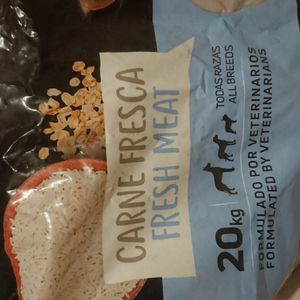 CARNE FRESCA
FRESH MEAT
TODAS RAZAS
ALL BREEDS
20kg
FORMULADO POR VETERINARIOS
FORMULATED BY VETERINARIANS